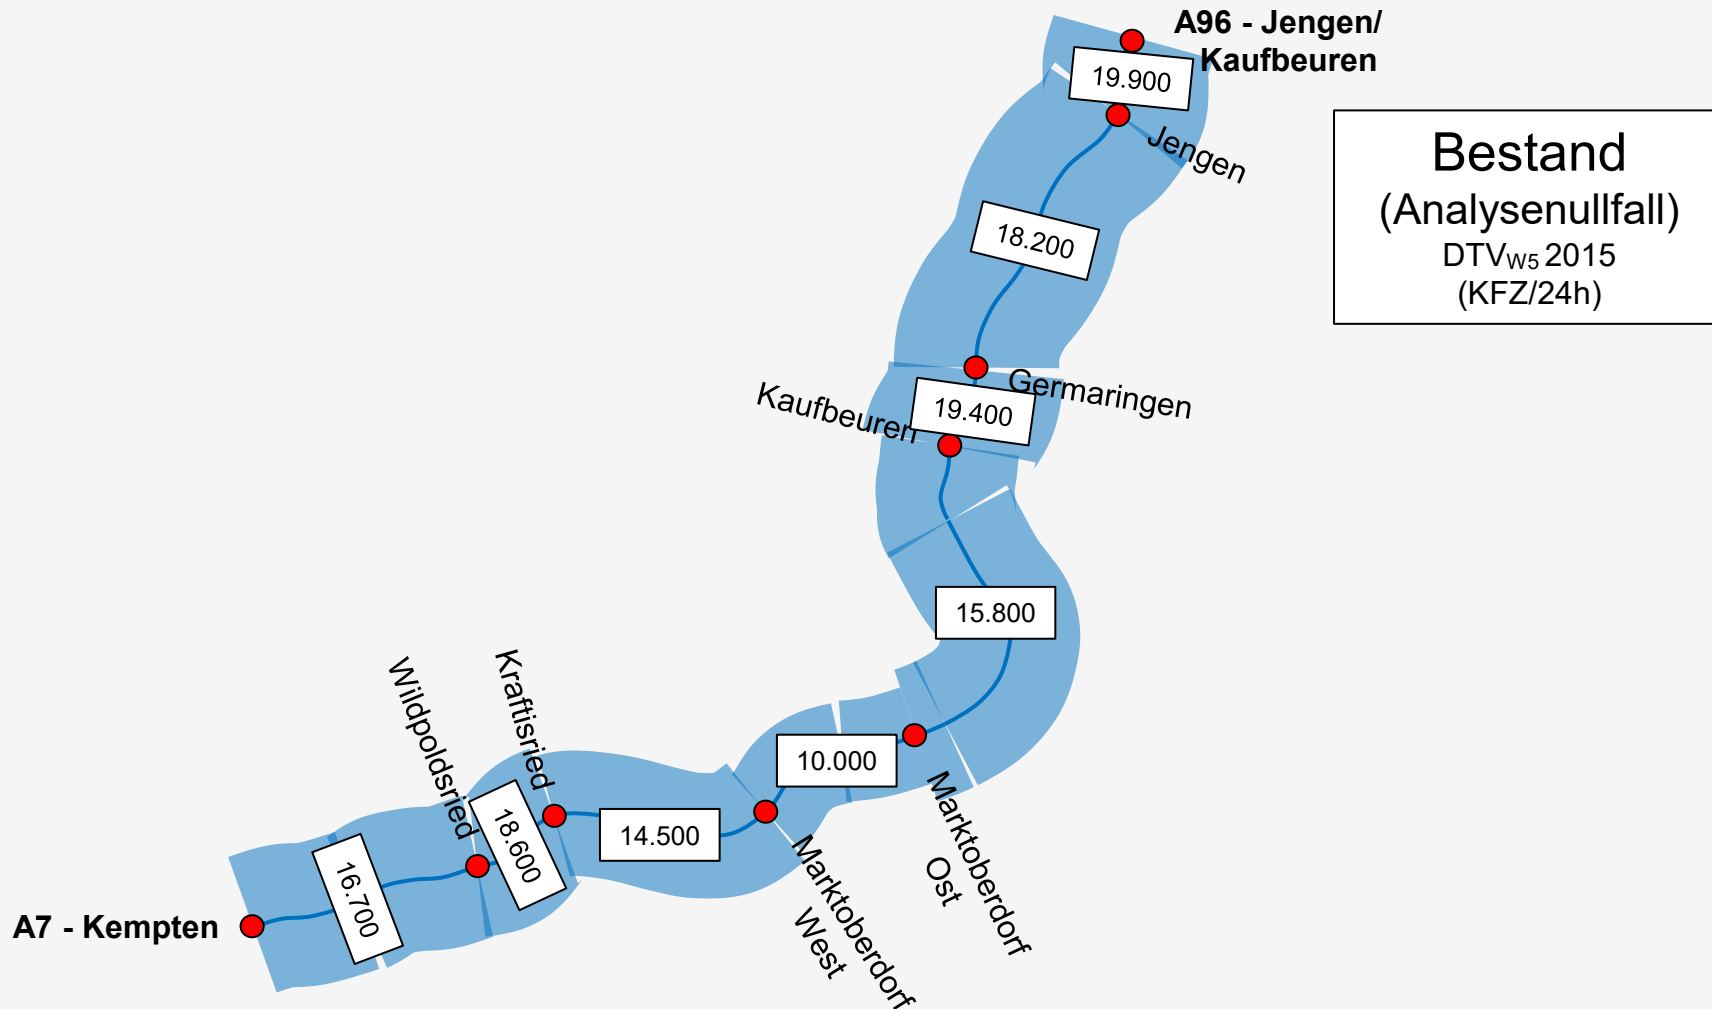 A96 - Jengen/
Kaufbeuren
19.900
Jengen
Bestand
(Analysenullfall)
DTVW5 2015
(KFZ/24h)
18.200
Germaringen
Kaufbeuren
19.400
15.800
Kraftisried
Wildpoldsried
10.000
Marktoberdorf
Ost
18.600
14.500
Marktoberdorf
West
16.700
A7 - Kempten